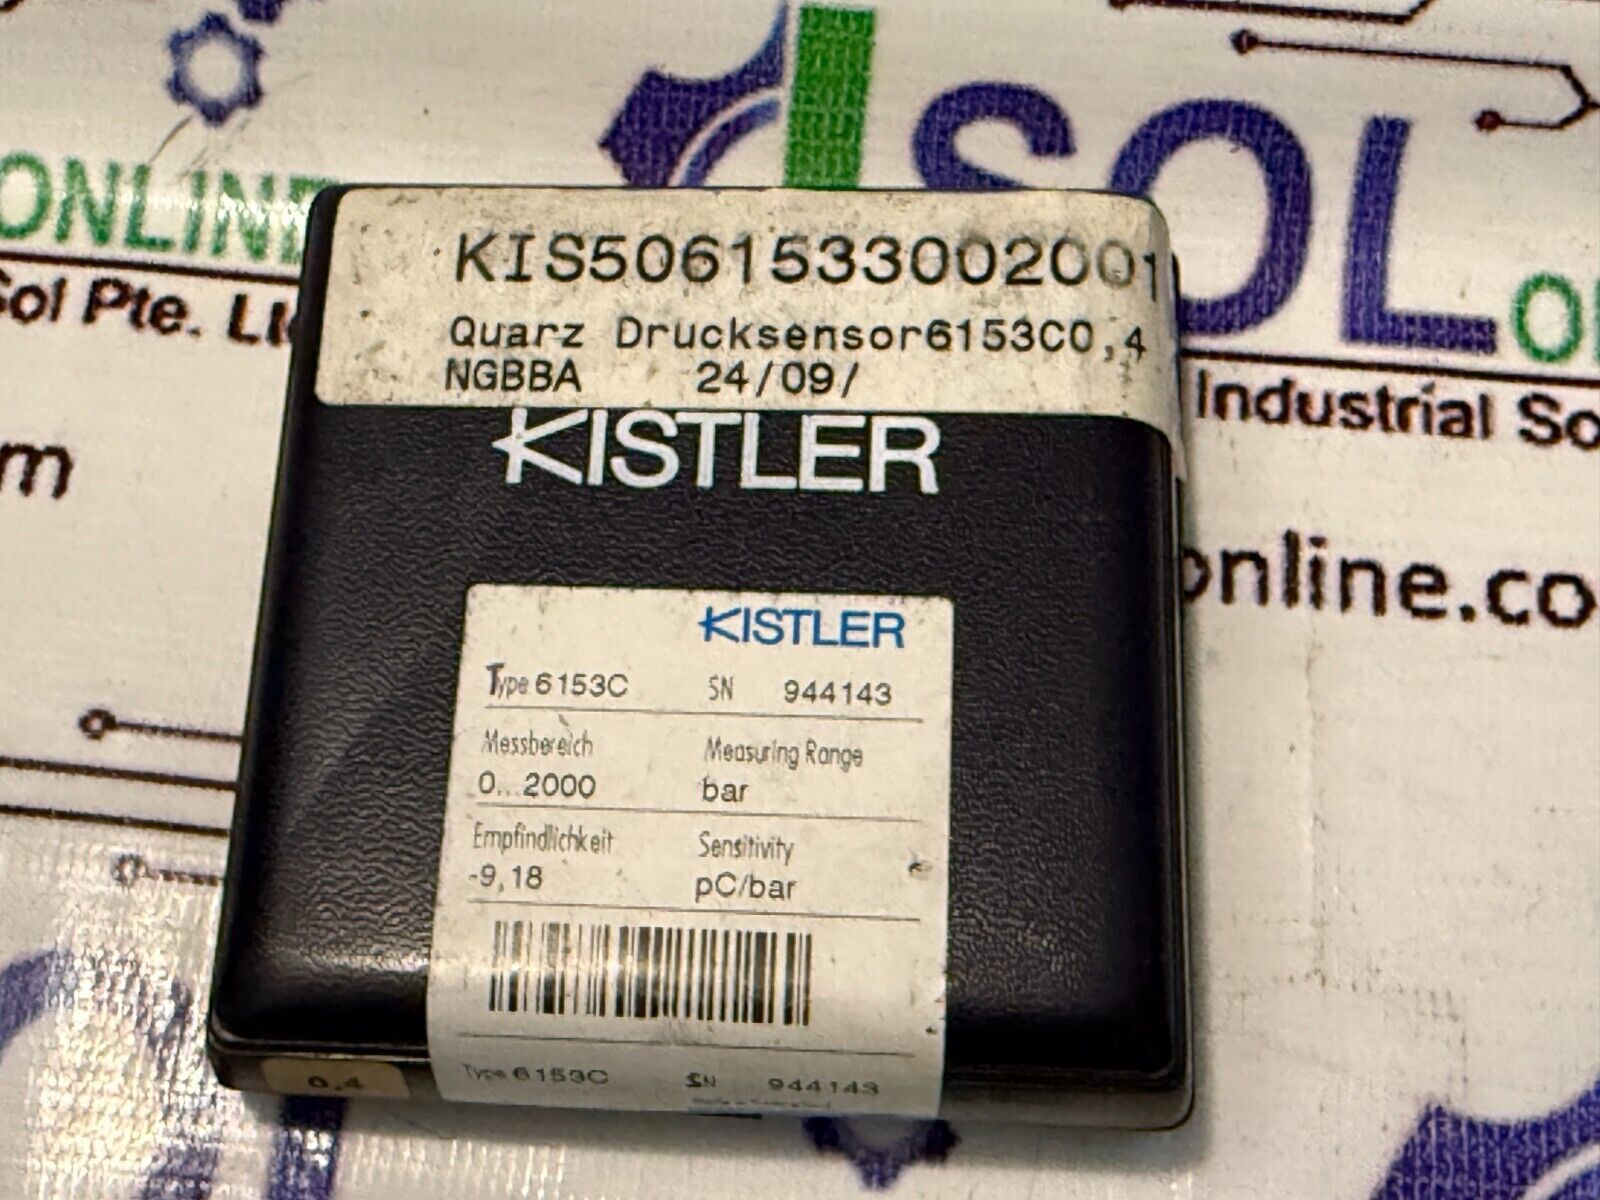 SOL
ONLINE
Sol Pte. Lt
Industrial So
m
online.co
KIS50615330020001
Quarz Drucksensor6153C0,4
NGBBA 24/09/
KISTLER
KISTLER
Type 6153C SN 944143
Messbereich Measuring Range
0...2000 bar
Empfindlichkeit Sensitivity
-9,18 pC/bar
Type 6153C SN 944143
0,4